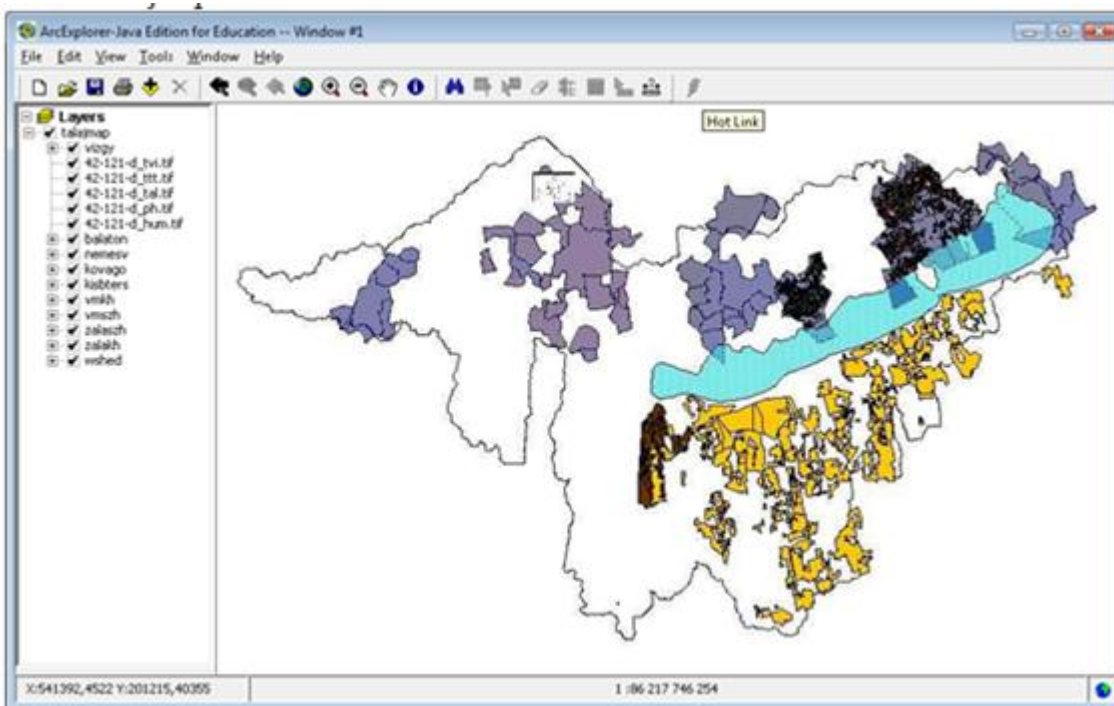 ArcExplorer-Java Edition for Education -- Window #1
File Edit View Tools Window Help
Hot Link
Layers
talajmap
vizgy
42-121-d_tvi.tif
42-121-d_ttt.tif
42-121-d_tal.tif
42-121-d_ph.tif
42-121-d_hum.tif
balaton
nemesv
kovago
kisbters
vmkh
vmszh
zalaszh
zalakh
wshed
X:541392,4522 Y:201215,40355
1 :86 217 746 254